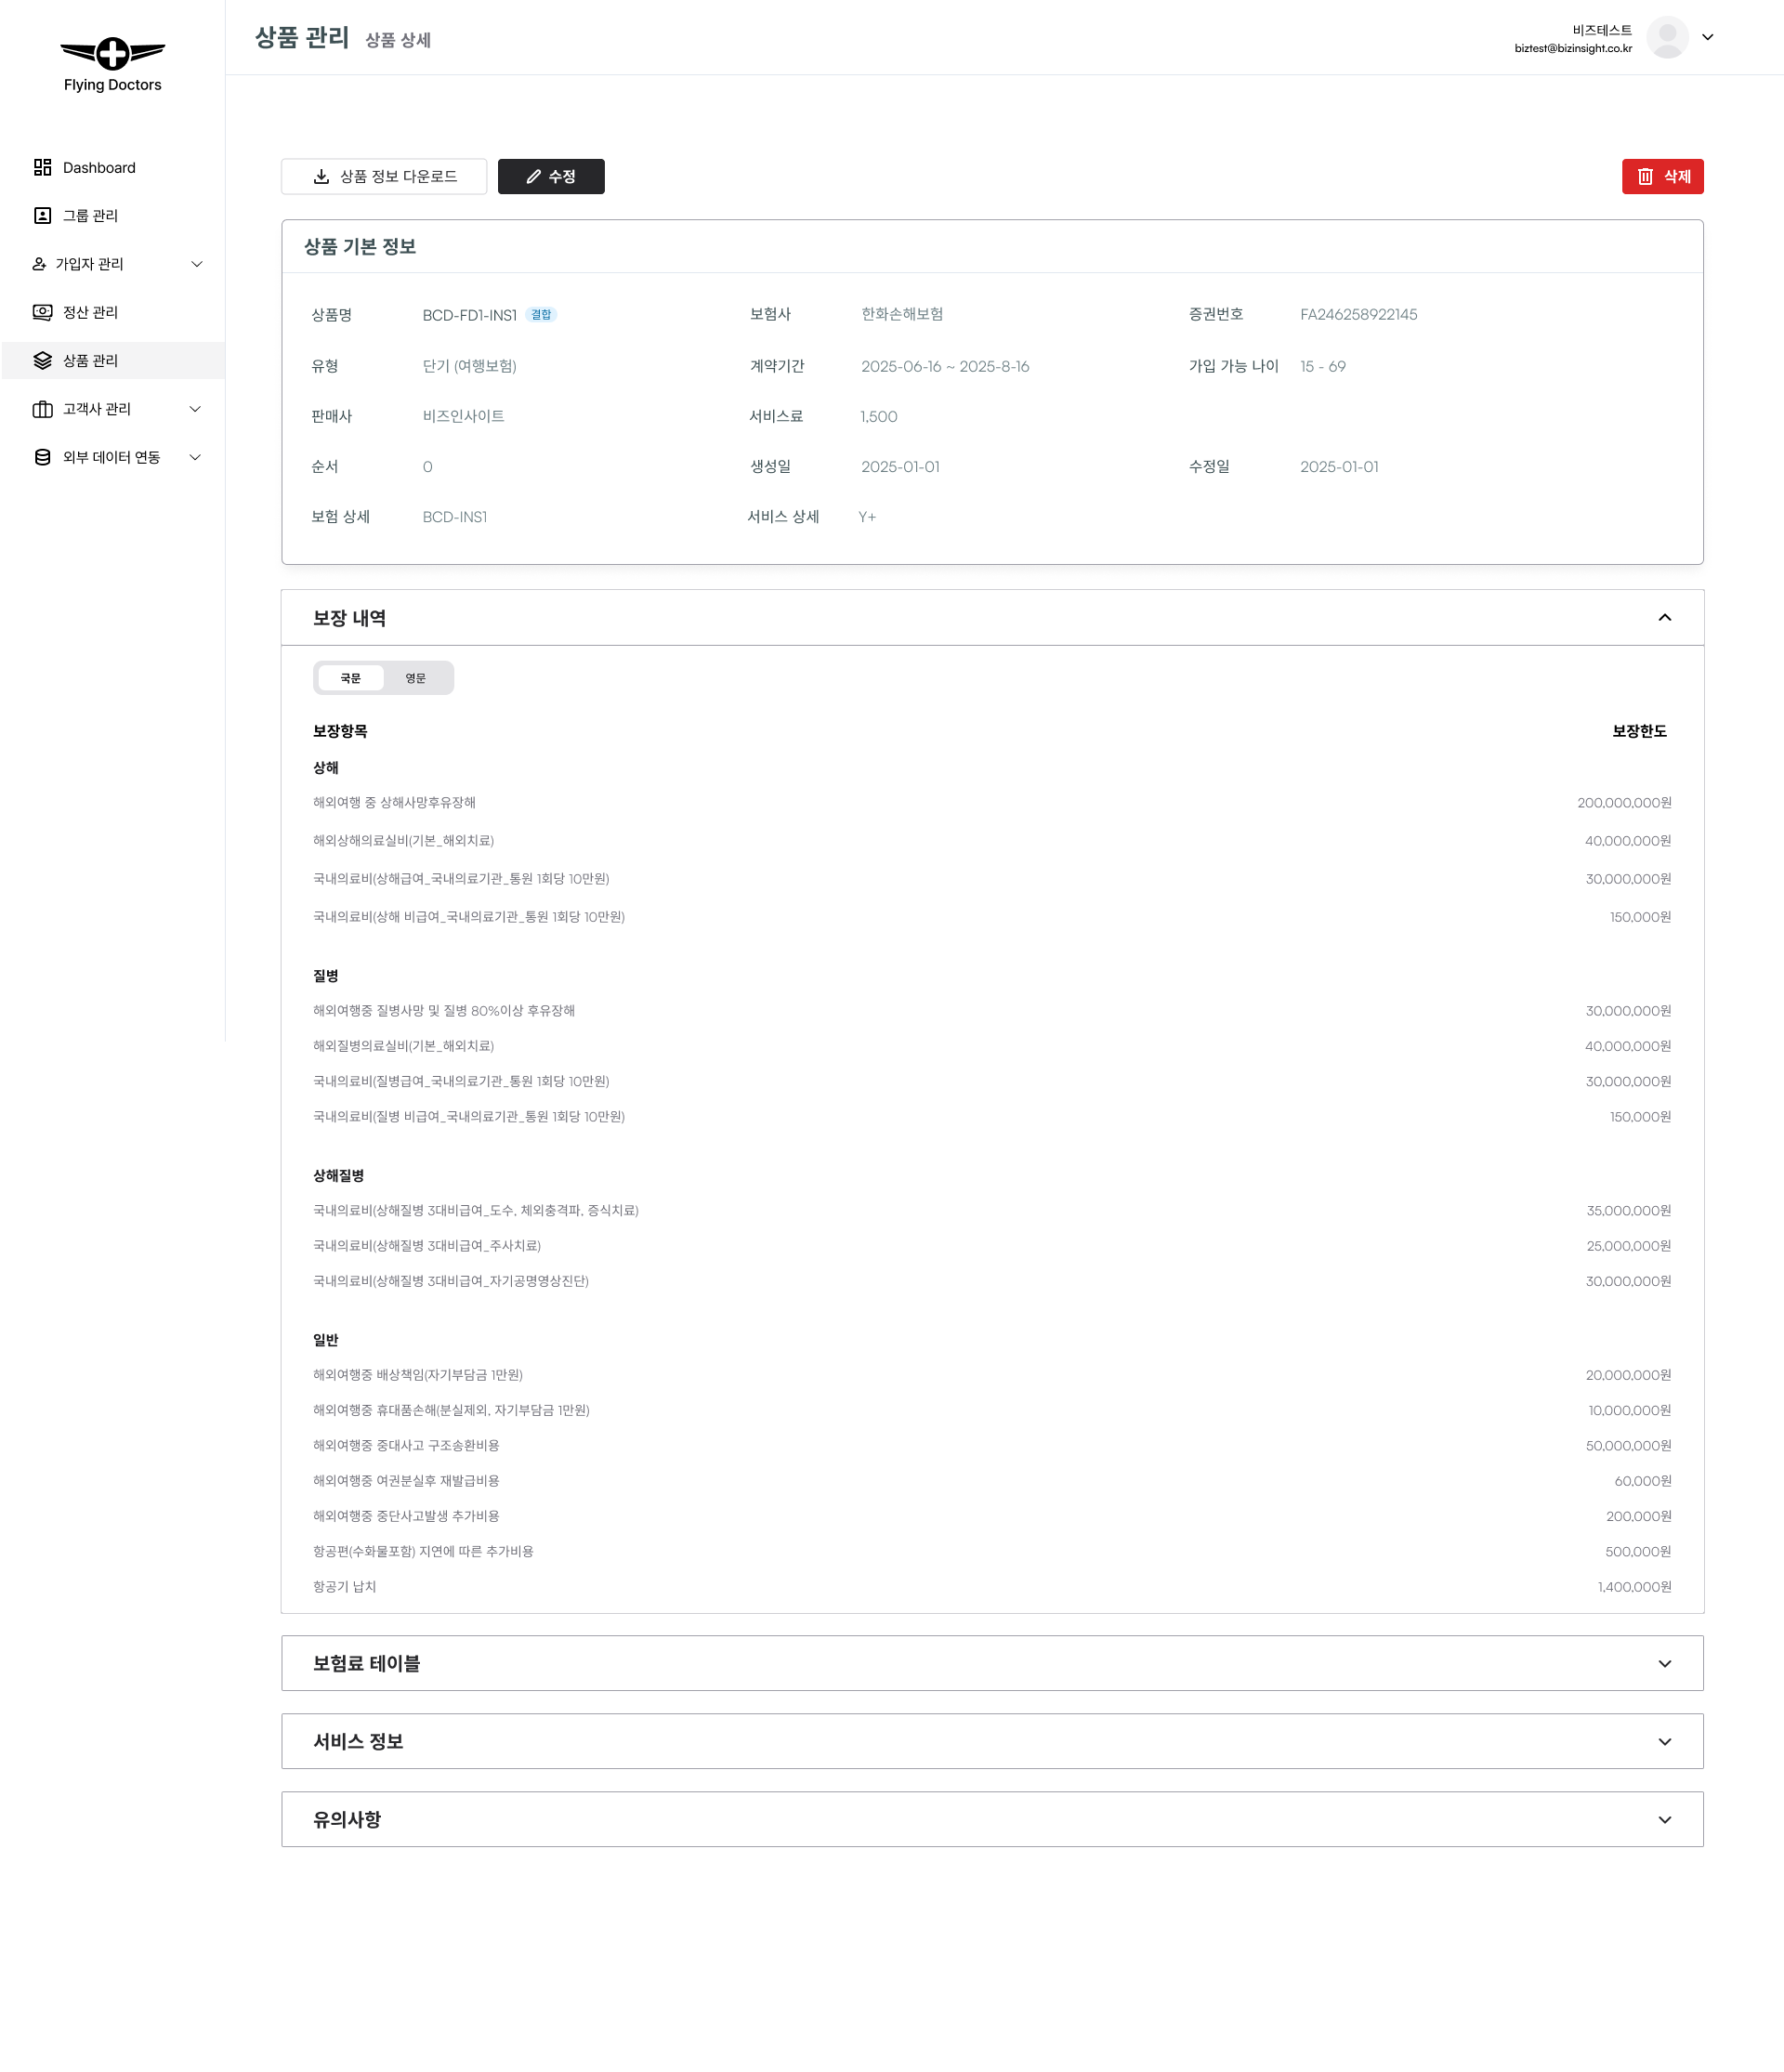 Flying Doctors
Dashboard
그룹 관리
가입자 관리
정산 관리
상품 관리
고객사 관리
외부 데이터 연동
상품 관리 상품 상세
비즈테스트
biztest@bizinsight.co.kr
상품 정보 다운로드 수정 삭제
상품 기본 정보
상품명 BCD-FD1-INS1 결합 보험사 한화손해보험 증권번호 FA246258922145
유형 단기 (여행보험) 계약기간 2025-06-16 ~ 2025-8-16 가입 가능 나이 15 - 69
판매사 비즈인사이트 서비스료 1,500
순서 0 생성일 2025-01-01 수정일 2025-01-01
보험 상세 BCD-INS1 서비스 상세 Y+
보장 내역
국문 영문
보장항목 보장한도
상해
해외여행 중 상해사망후유장해 200,000,000원
해외상해의료실비(기본_해외치료) 40,000,000원
국내의료비(상해급여_국내의료기관_통원 1회당 10만원) 30,000,000원
국내의료비(상해 비급여_국내의료기관_통원 1회당 10만원) 150,000원
질병
해외여행중 질병사망 및 질병 80%이상 후유장해 30,000,000원
해외질병의료실비(기본_해외치료) 40,000,000원
국내의료비(질병급여_국내의료기관_통원 1회당 10만원) 30,000,000원
국내의료비(질병 비급여_국내의료기관_통원 1회당 10만원) 150,000원
상해질병
국내의료비(상해질병 3대비급여_도수, 체외충격파, 증식치료) 35,000,000원
국내의료비(상해질병 3대비급여_주사치료) 25,000,000원
국내의료비(상해질병 3대비급여_자기공명영상진단) 30,000,000원
일반
해외여행중 배상책임(자기부담금 1만원) 20,000,000원
해외여행중 휴대품손해(분실제외, 자기부담금 1만원) 10,000,000원
해외여행중 중대사고 구조송환비용 50,000,000원
해외여행중 여권분실후 재발급비용 60,000원
해외여행중 중단사고발생 추가비용 200,000원
항공편(수화물포함) 지연에 따른 추가비용 500,000원
항공기 납치 1,400,000원
보험료 테이블
서비스 정보
유의사항